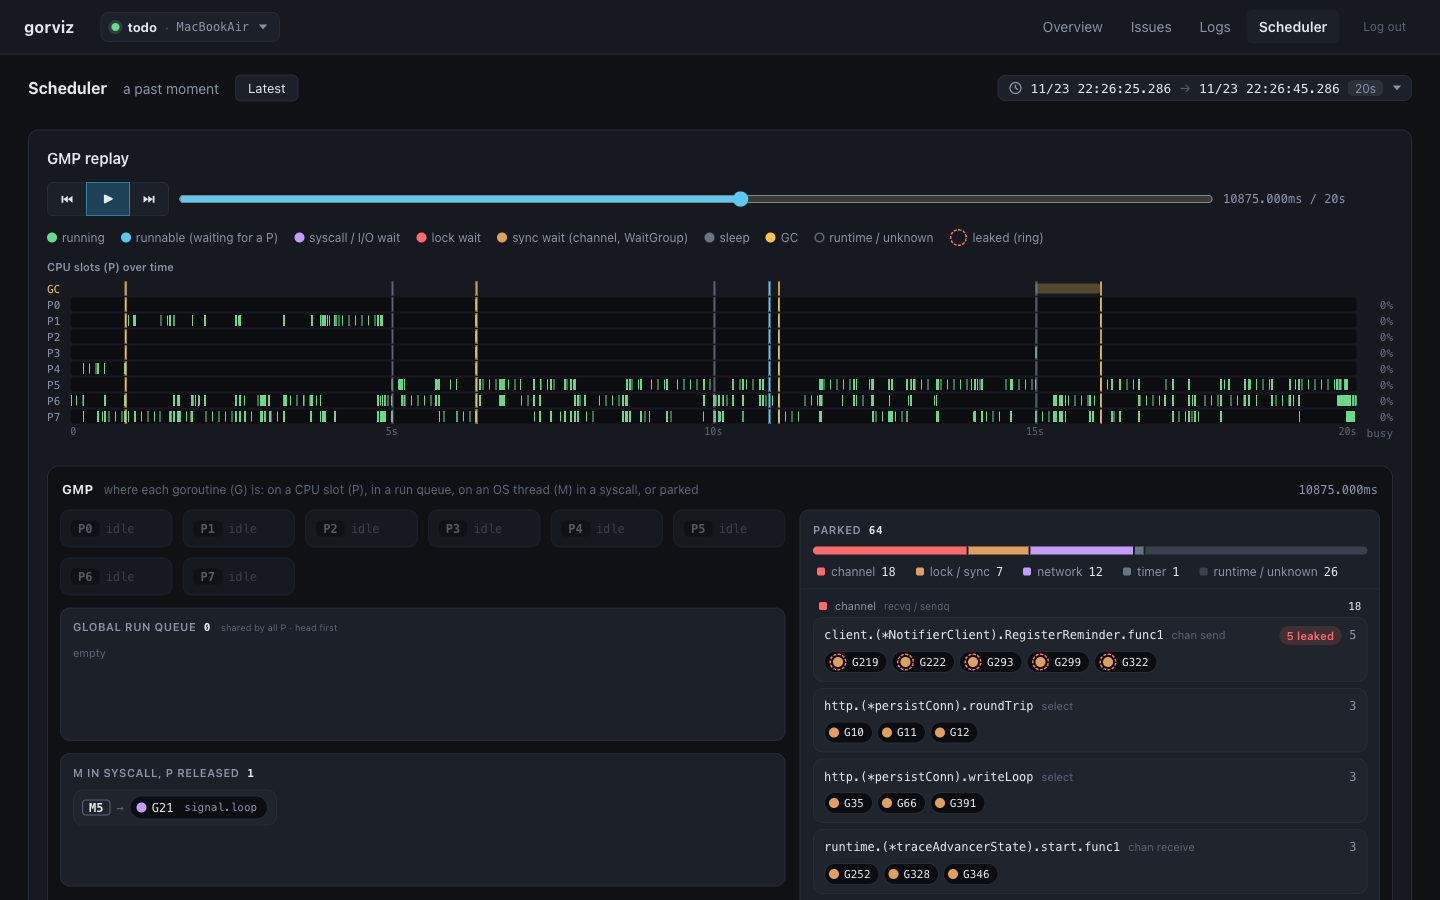 gorviz todo · MacBookAir Overview Issues Logs Scheduler Log out
Scheduler a past moment Latest 11/23 22:26:25.286 → 11/23 22:26:45.286 20s
GMP replay
10875.000ms / 20s
running runnable (waiting for a P) syscall / I/O wait lock wait sync wait (channel, WaitGroup) sleep GC runtime / unknown leaked (ring)
CPU slots (P) over time
GC
P0 0%
P1 0%
P2 0%
P3 0%
P4 0%
P5 0%
P6 0%
P7 0%
0 5s 10s 15s 20s busy
GMP where each goroutine (G) is: on a CPU slot (P), in a run queue, on an OS thread (M) in a syscall, or parked 10875.000ms
P0 idle P1 idle P2 idle P3 idle P4 idle P5 idle
P6 idle P7 idle
GLOBAL RUN QUEUE 0 shared by all P · head first
empty
M IN SYSCALL, P RELEASED 1
M5 → G21 signal.loop
PARKED 64
channel 18 lock / sync 7 network 12 timer 1 runtime / unknown 26
channel recvq / sendq 18
client.(*NotifierClient).RegisterReminder.func1 chan send 5 leaked 5
G219 G222 G293 G299 G322
http.(*persistConn).roundTrip select 3
G10 G11 G12
http.(*persistConn).writeLoop select 3
G35 G66 G391
runtime.(*traceAdvancerState).start.func1 chan receive 3
G252 G328 G346